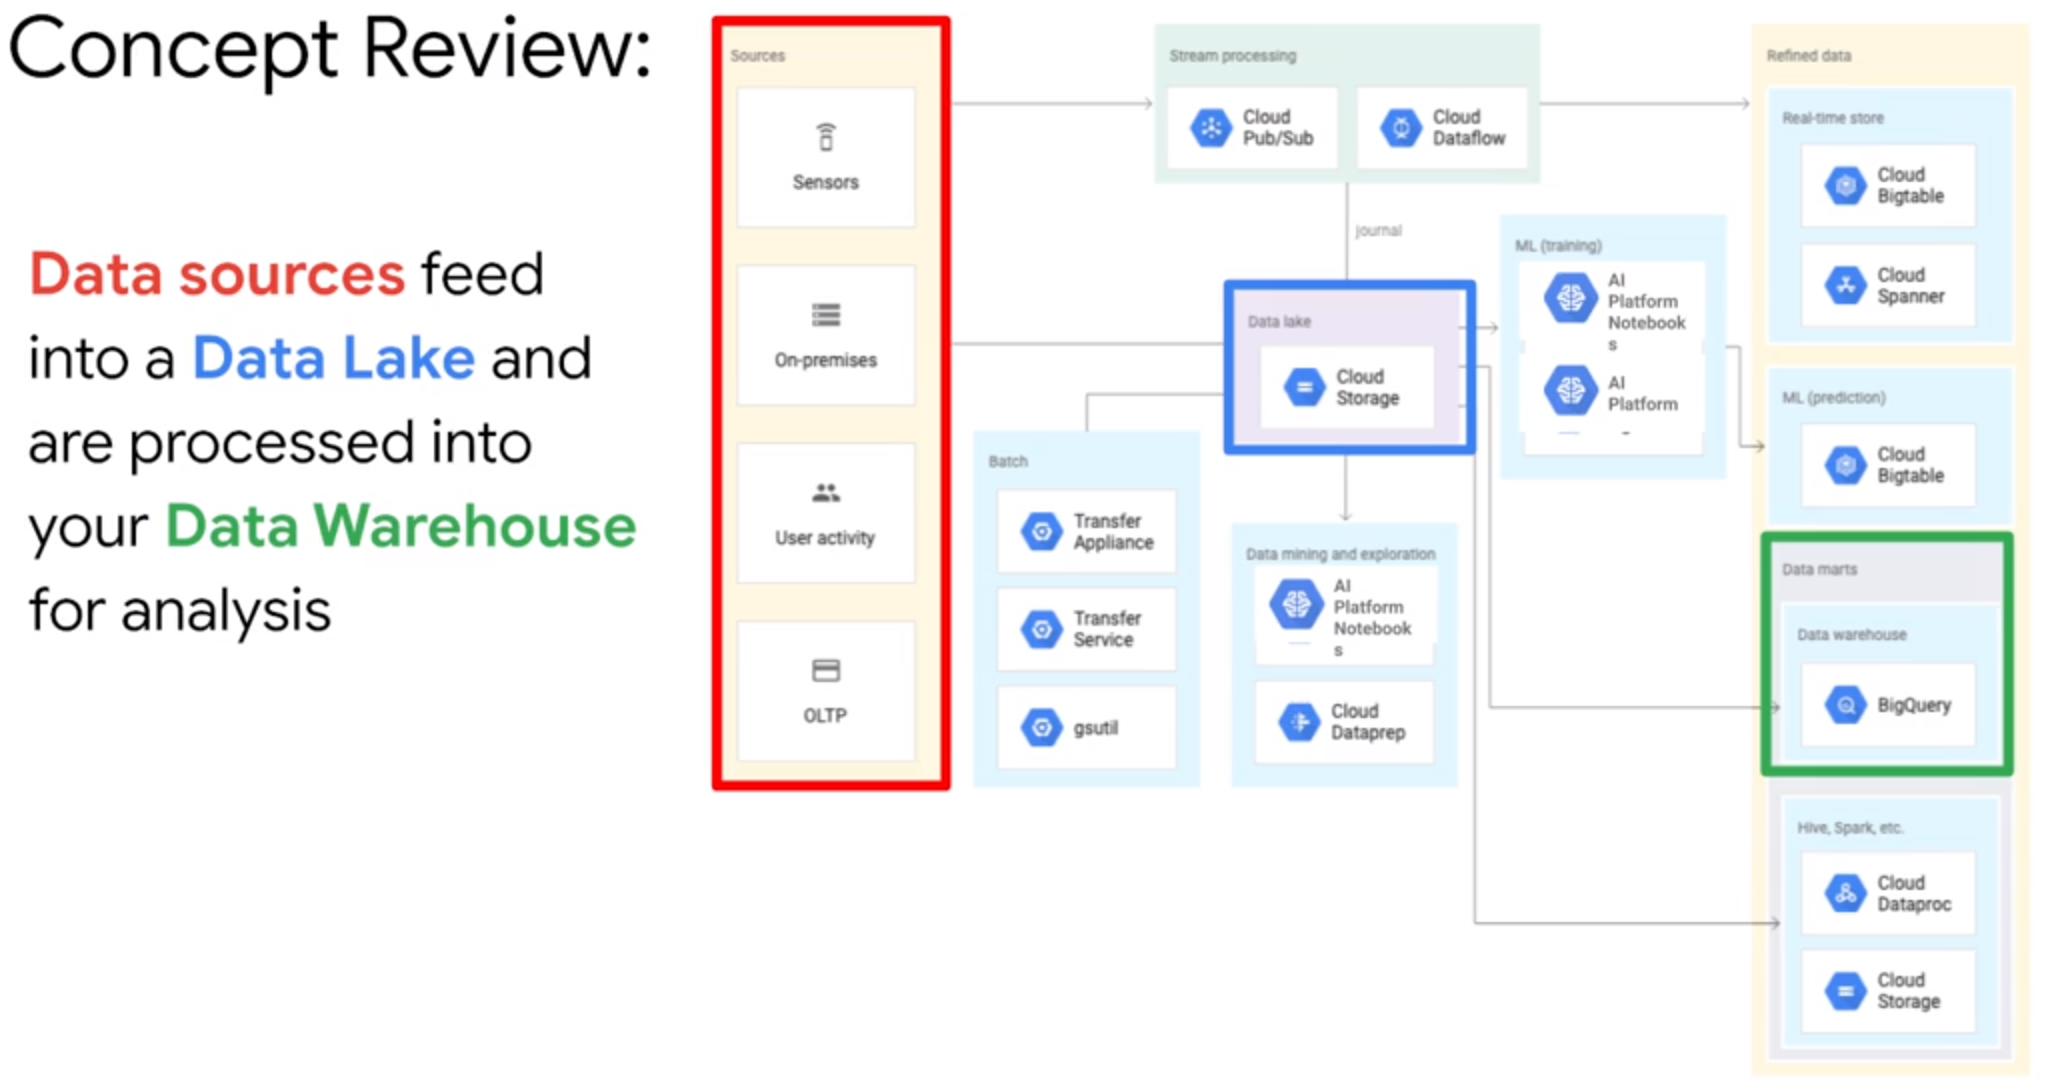 Concept Review:
Data sources feed
into a Data Lake and
are processed into
your Data Warehouse
for analysis
Sources
Sensors
On-premises
User activity
OLTP
Stream processing
Cloud
Pub/Sub
Cloud
Dataflow
journal
Data lake
Cloud
Storage
Batch
Transfer
Appliance
Transfer
Service
gsutil
Data mining and exploration
AI
Platform
Notebook
s
Cloud
Dataprep
ML (training)
AI
Platform
Notebook
s
AI
Platform
Refined data
Real-time store
Cloud
Bigtable
Cloud
Spanner
ML (prediction)
Cloud
Bigtable
Data marts
Data warehouse
BigQuery
Hive, Spark, etc.
Cloud
Dataproc
Cloud
Storage